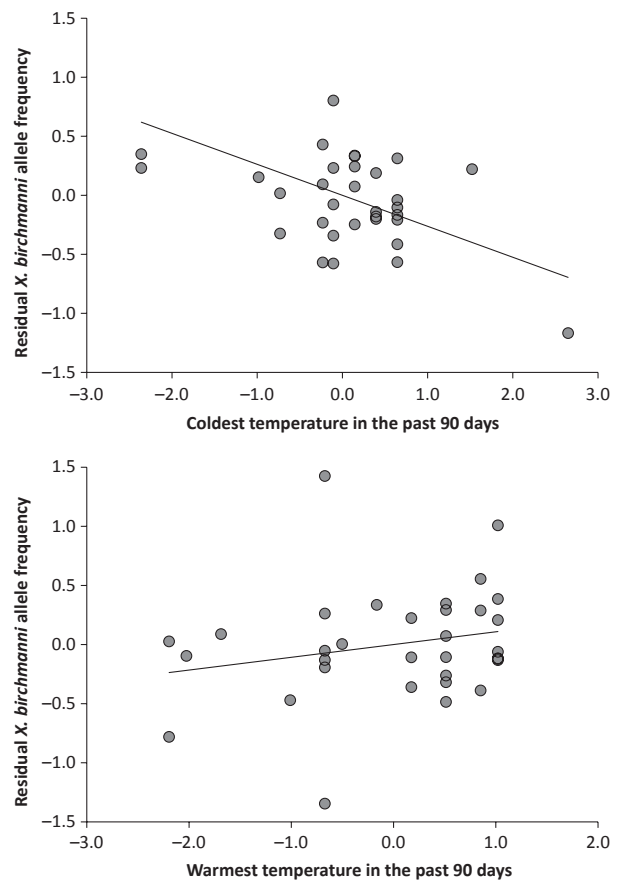 1.5
1.0
0.5
0.0
−0.5
−1.0
−1.5
Residual X. birchmanni allele frequency
−3.0 −2.0 −1.0 0.0 1.0 2.0 3.0
Coldest temperature in the past 90 days
1.5
1.0
0.5
0.0
−0.5
−1.0
−1.5
Residual X. birchmanni allele frequency
−3.0 −2.0 −1.0 0.0 1.0 2.0
Warmest temperature in the past 90 days